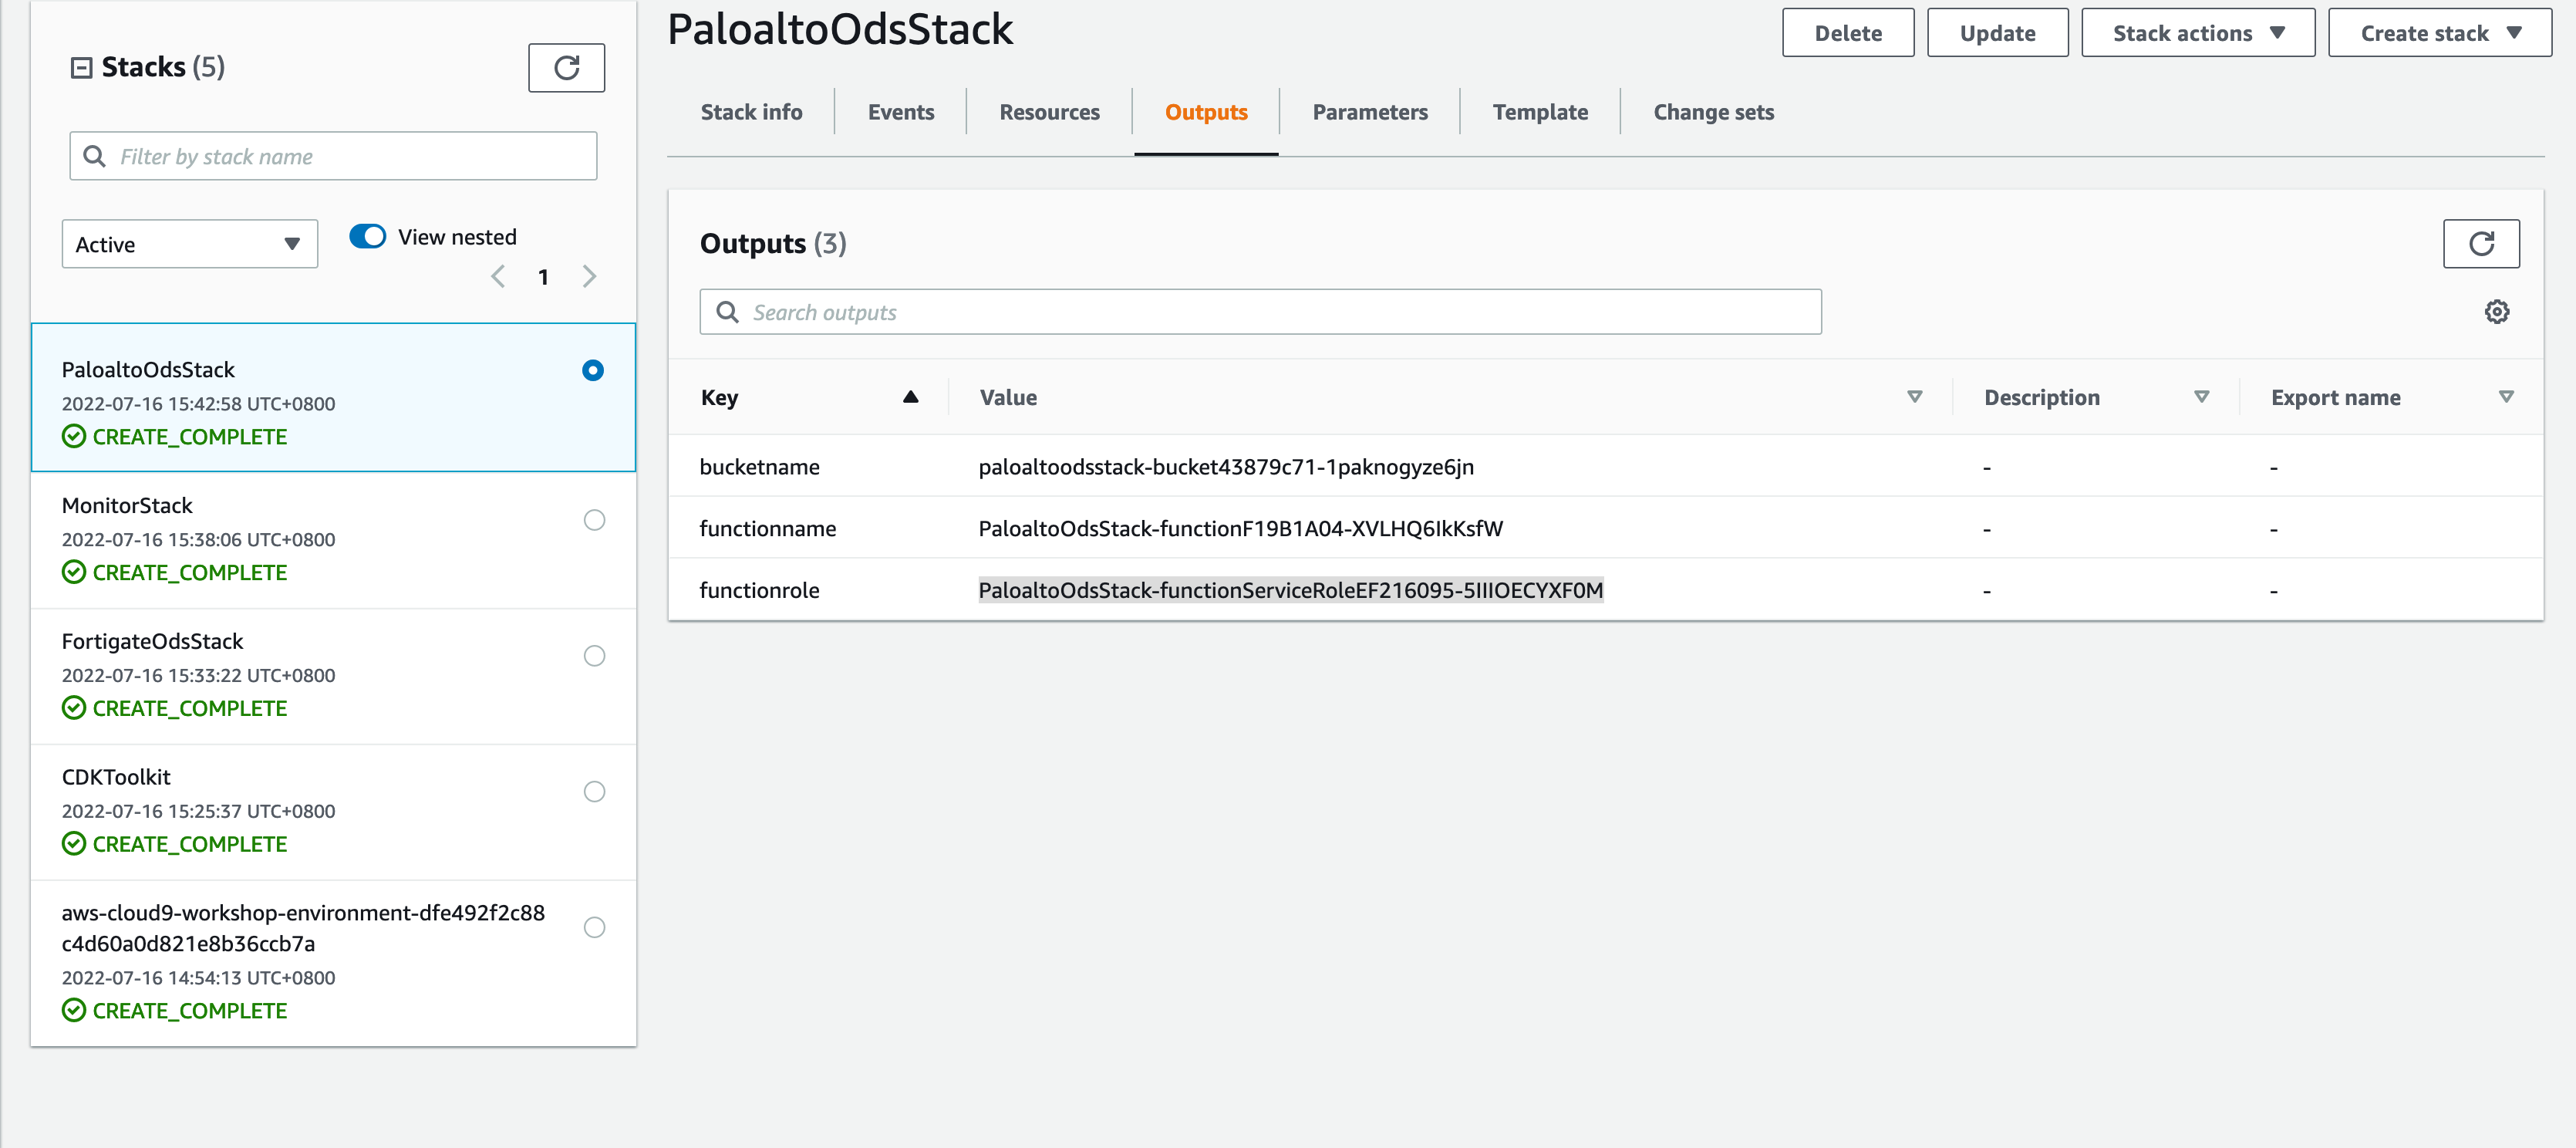 Stacks (5)
Filter by stack name
Active
View nested
1
PaloaltoOdsStack
2022-07-16 15:42:58 UTC+0800
CREATE_COMPLETE
MonitorStack
2022-07-16 15:38:06 UTC+0800
CREATE_COMPLETE
FortigateOdsStack
2022-07-16 15:33:22 UTC+0800
CREATE_COMPLETE
CDKToolkit
2022-07-16 15:25:37 UTC+0800
CREATE_COMPLETE
aws-cloud9-workshop-environment-dfe492f2c88
c4d60a0d821e8b36ccb7a
2022-07-16 14:54:13 UTC+0800
CREATE_COMPLETE
PaloaltoOdsStack
Delete Update Stack actions Create stack
Stack info Events Resources Outputs Parameters Template Change sets
Outputs (3)
Search outputs
Key Value Description Export name
bucketname paloaltoodsstack-bucket43879c71-1paknogyze6jn - -
functionname PaloaltoOdsStack-functionF19B1A04-XVLHQ6IkKsfW - -
functionrole PaloaltoOdsStack-functionServiceRoleEF216095-5IIIOECYXF0M - -